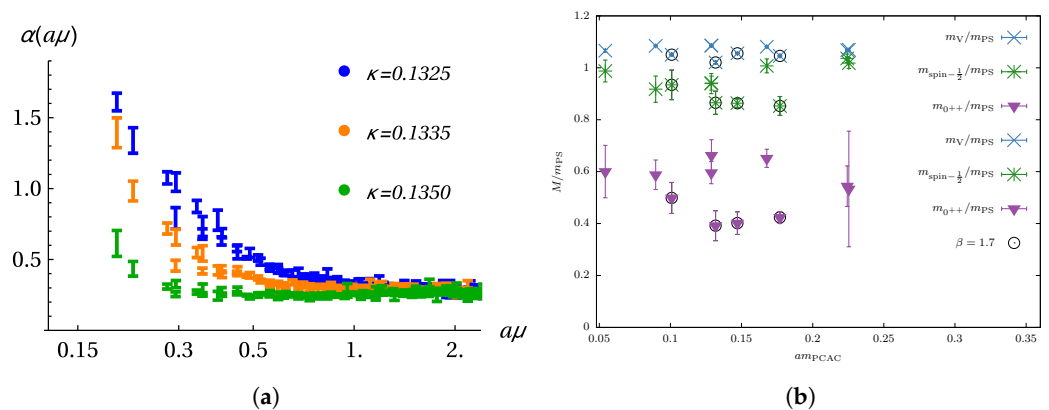 α(aμ)
κ=0.1325
κ=0.1335
κ=0.1350
1.5
1.0
0.5
0.15 0.3 0.5 1. 2.
aμ
(a)
M/m_PS
1.2
1
0.8
0.6
0.4
0.2
0
0.05 0.1 0.15 0.2 0.25 0.3 0.35
am_PCAC
m_V/m_PS
m_spin−1/2/m_PS
m_0++/m_PS
m_V/m_PS
m_spin−1/2/m_PS
m_0++/m_PS
β = 1.7
(b)